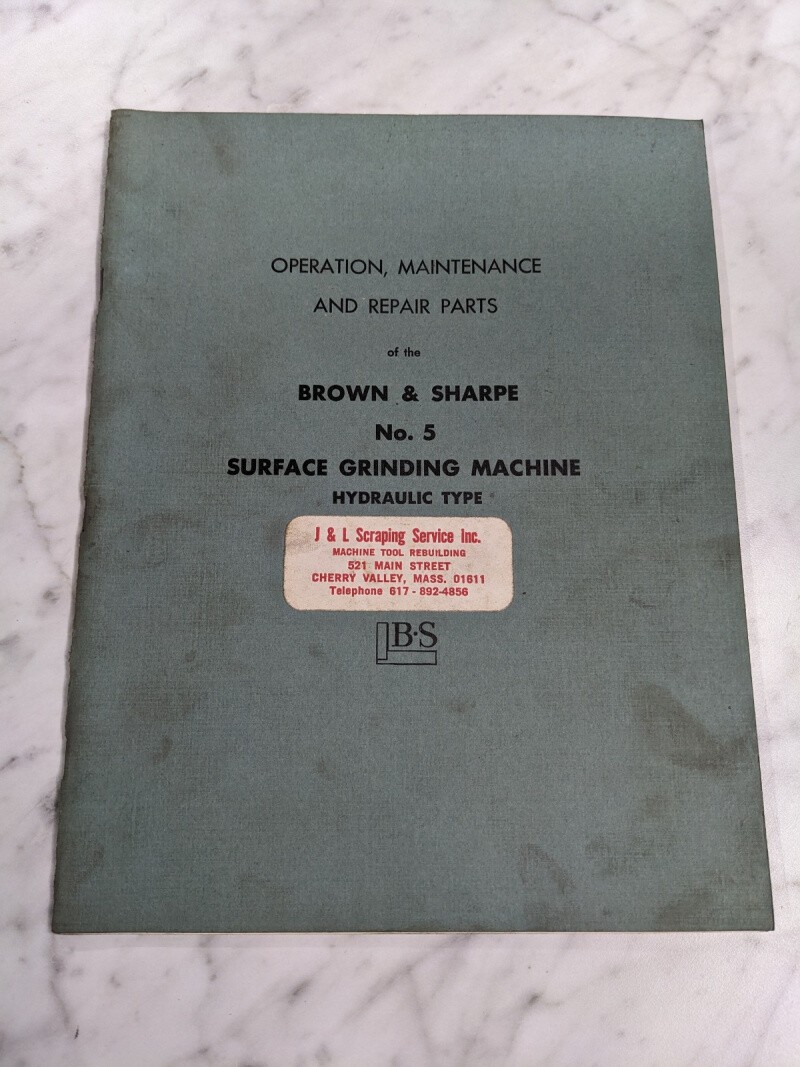 OPERATION, MAINTENANCE
AND REPAIR PARTS
of the
BROWN & SHARPE
No. 5
SURFACE GRINDING MACHINE
HYDRAULIC TYPE
J & L Scraping Service Inc.
MACHINE TOOL REBUILDING
521 MAIN STREET
CHERRY VALLEY, MASS. 01611
Telephone 617 - 892-4856
B·S